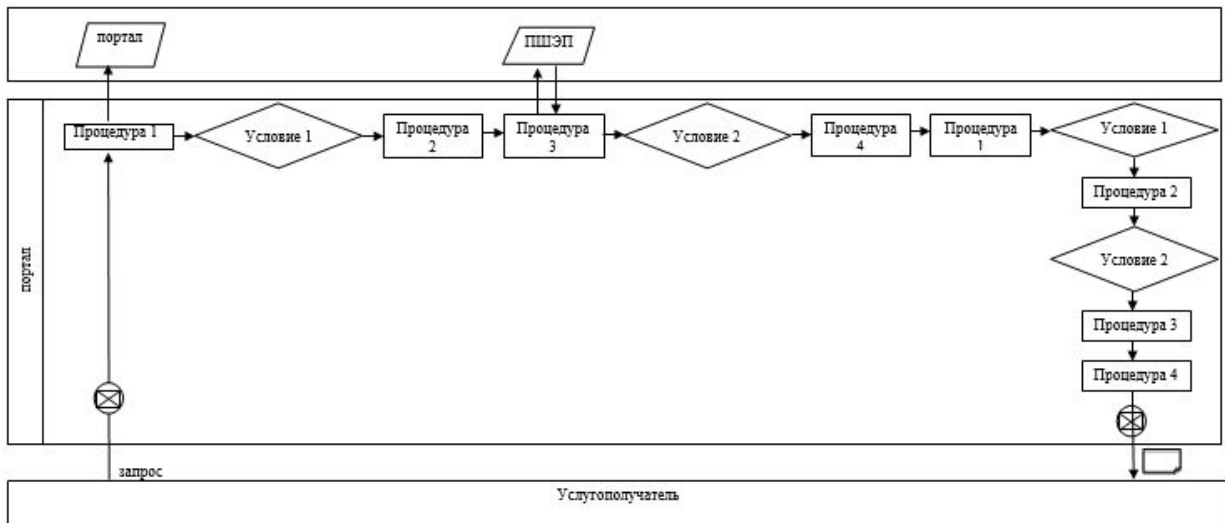 портал
ПШЭП
Процедура 1
Условие 1
Процедура
2
Процедура
3
Условие 2
Процедура
4
Процедура
1
Условие 1
Процедура 2
Условие 2
Процедура 3
Процедура 4
портал
запрос
Услугополучатель